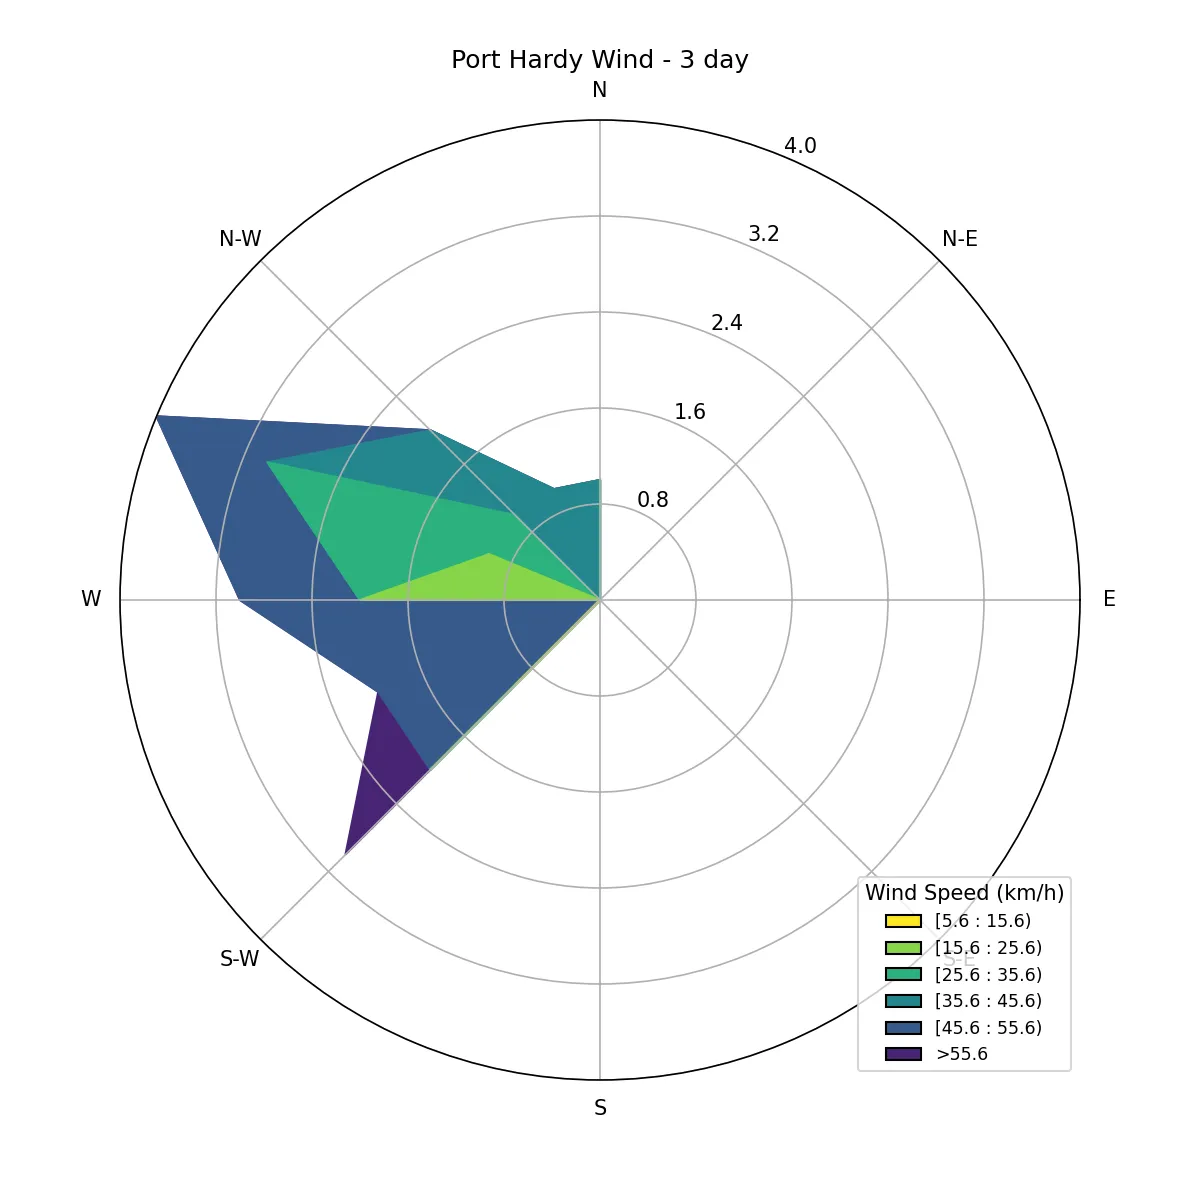 Port Hardy Wind - 3 day
N
4.0
3.2
N-W
N-E
2.4
1.6
0.8
W
E
Wind Speed (km/h)
[5.6 : 15.6)
[15.6 : 25.6)
S-W
S-E
[25.6 : 35.6)
[35.6 : 45.6)
[45.6 : 55.6)
>55.6
S